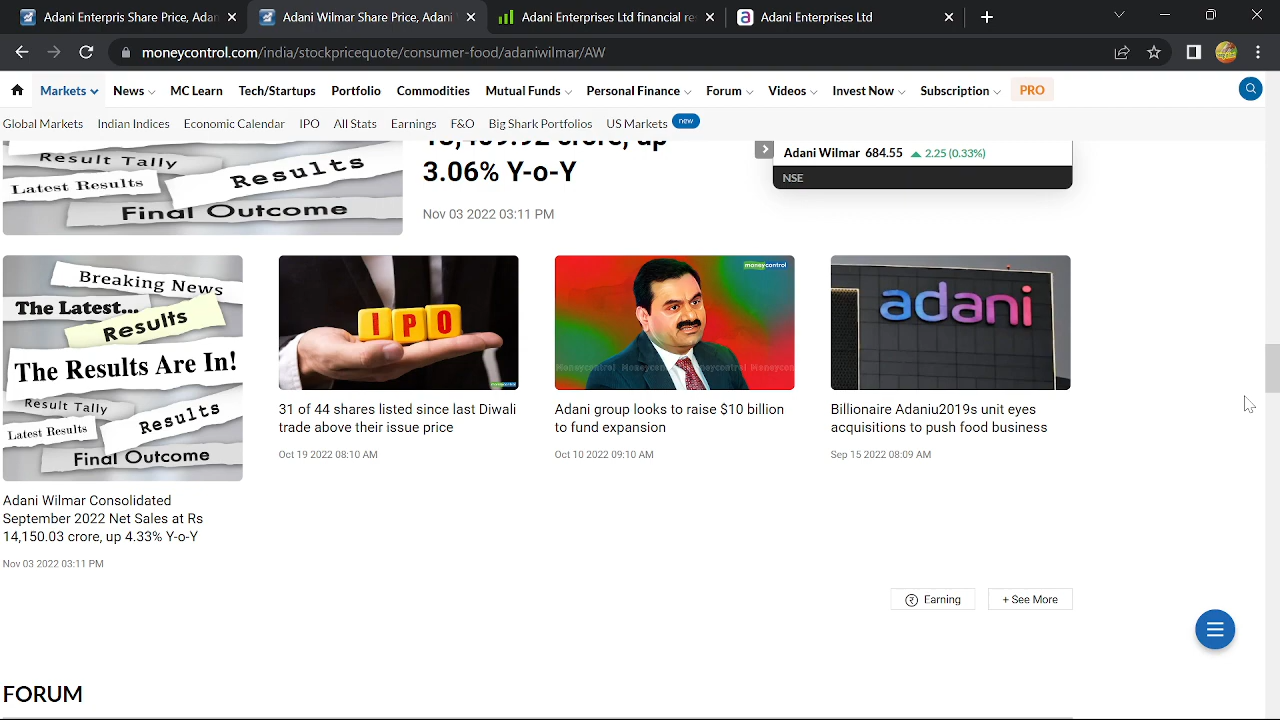 Adani Enterpris Share Price, Adan
Adani Wilmar Share Price, Adani
Adani Enterprises Ltd financial re
Adani Enterprises Ltd
moneycontrol.com/india/stockpricequote/consumer-food/adaniwilmar/AW
Markets
News
MC Learn
Tech/Startups
Portfolio
Commodities
Mutual Funds
Personal Finance
Forum
Videos
Invest Now
Subscription
PRO
Global Markets
Indian Indices
Economic Calendar
IPO
All Stats
Earnings
F&O
Big Shark Portfolios
US Markets
new
Result Tally
Latest Results
Results
Final Outcome
crore, up
3.06% Y-o-Y
Nov 03 2022 03:11 PM
Adani Wilmar 684.55 2.25 (0.33%)
NSE
Breaking News
The Latest...
Results
The Results Are In!
Result Tally
Results
Latest Results
Final Outcome
Adani Wilmar Consolidated
September 2022 Net Sales at Rs
14,150.03 crore, up 4.33% Y-o-Y
Nov 03 2022 03:11 PM
IPO
moneycontrol
31 of 44 shares listed since last Diwali
trade above their issue price
Oct 19 2022 08:10 AM
moneycontrol
Moneycontrol Moneycontrol Moneycontrol
Adani group looks to raise $10 billion
to fund expansion
Oct 10 2022 09:10 AM
adani
Billionaire Adaniu2019s unit eyes
acquisitions to push food business
Sep 15 2022 08:09 AM
Earning
+ See More
FORUM